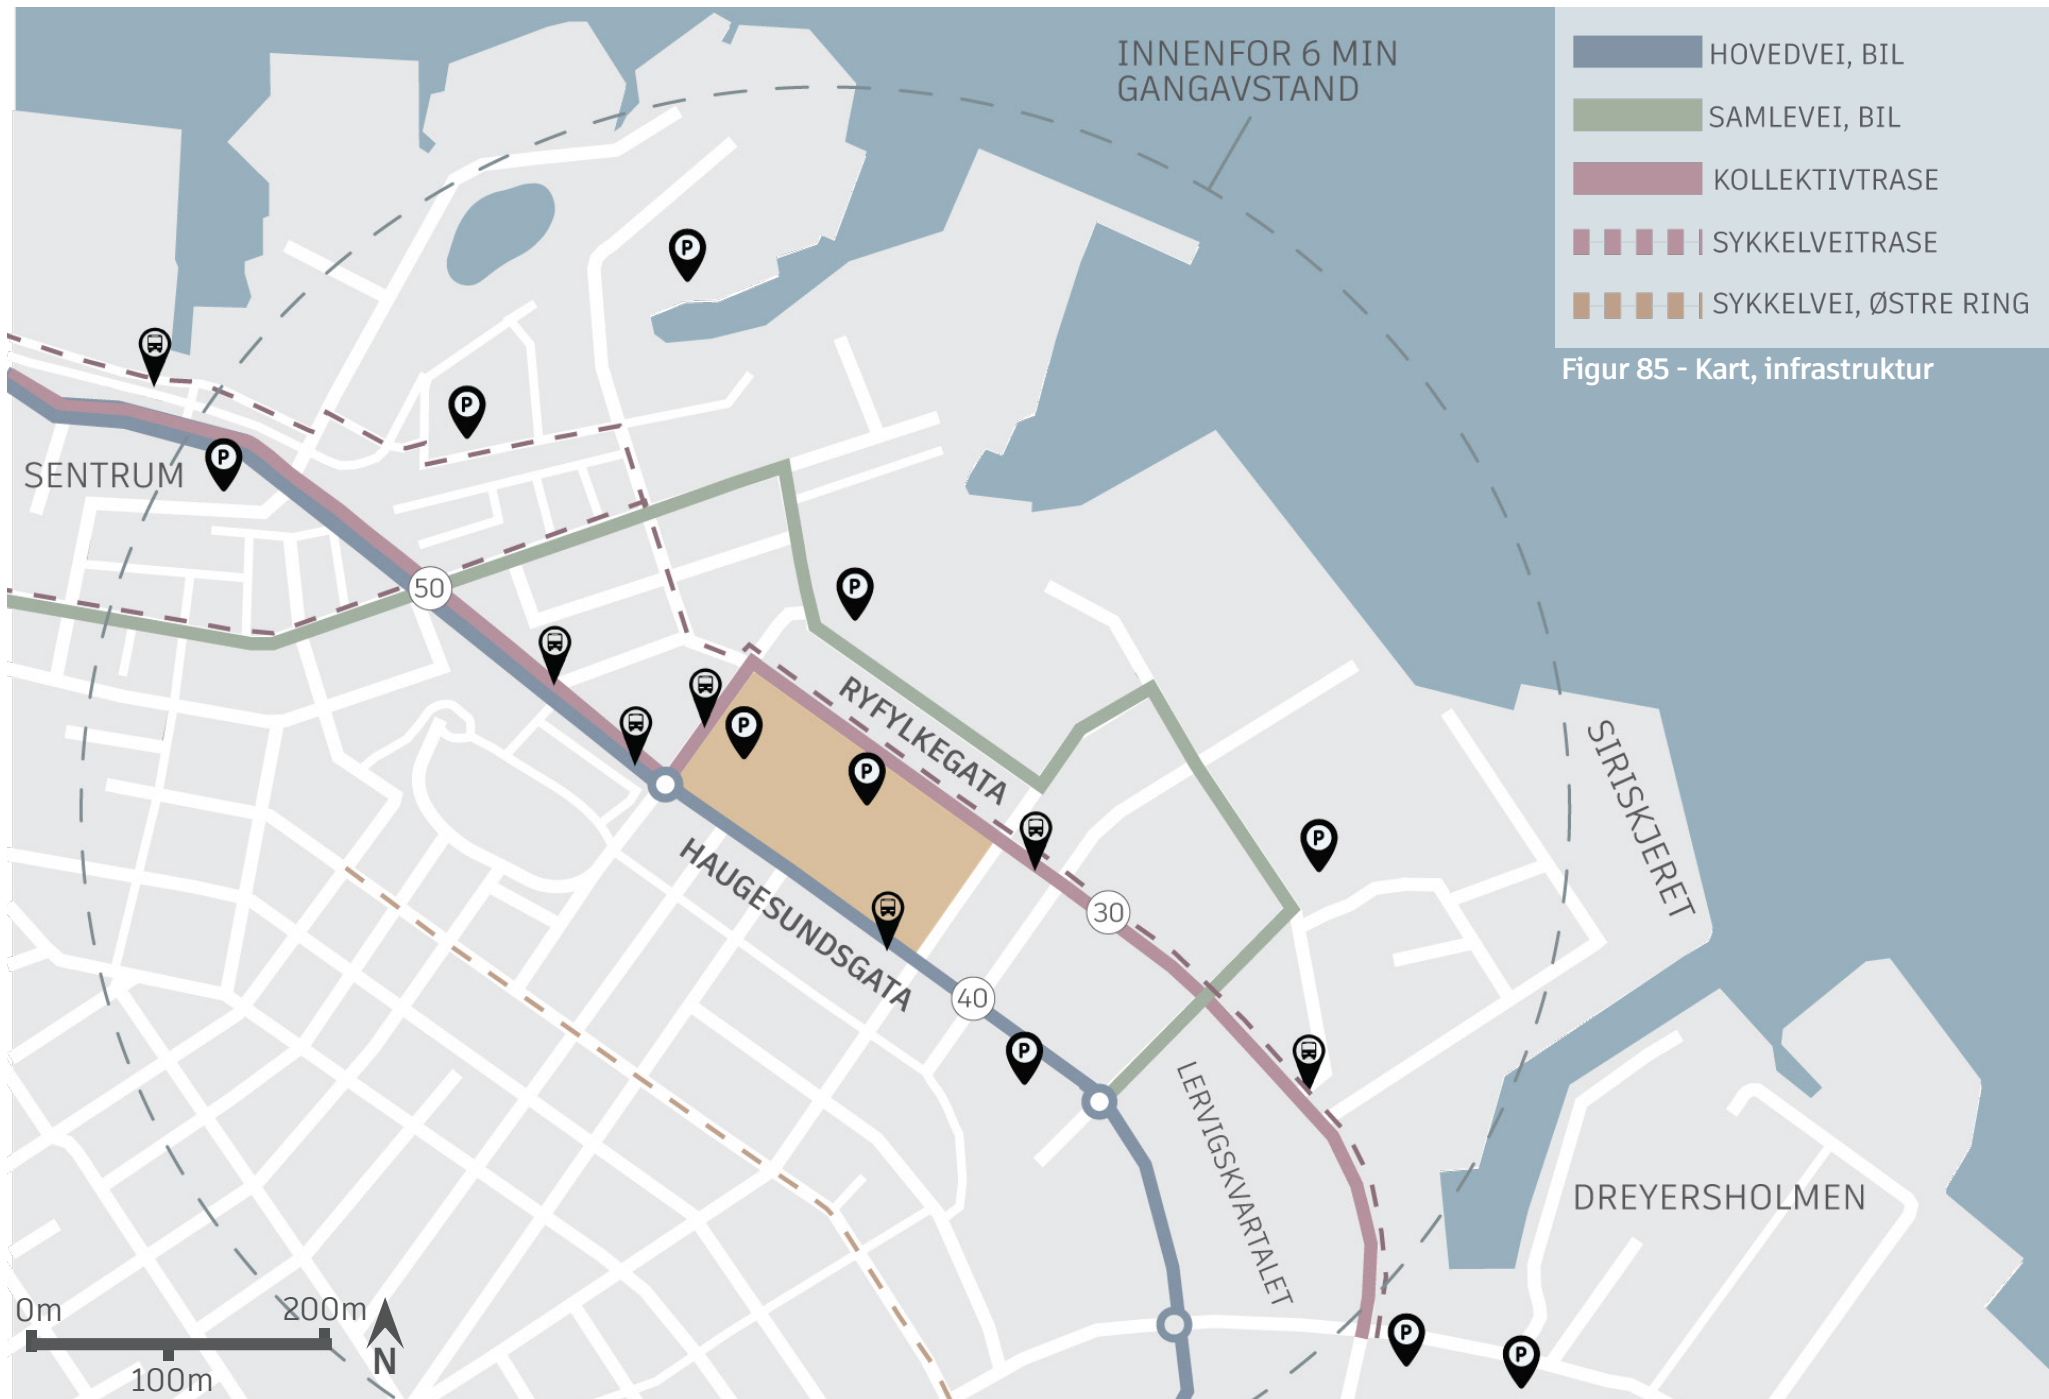 INNENFOR 6 MIN
GANGAVSTAND
HOVEDVEI, BIL
SAMLEVEI, BIL
KOLLEKTIVTRASE
SYKKELVEITRASE
SYKKELVEI, ØSTRE RING
Figur 85 - Kart, infrastruktur
P
P
P
SENTRUM
50
P
P
P
RYFYLKEGATA
HAUGESUNDSGATA
P
SIRISKJERET
30
40
P
LERVIGSKVARTALET
DREYERSHOLMEN
P
P
0m
200m
100m
N